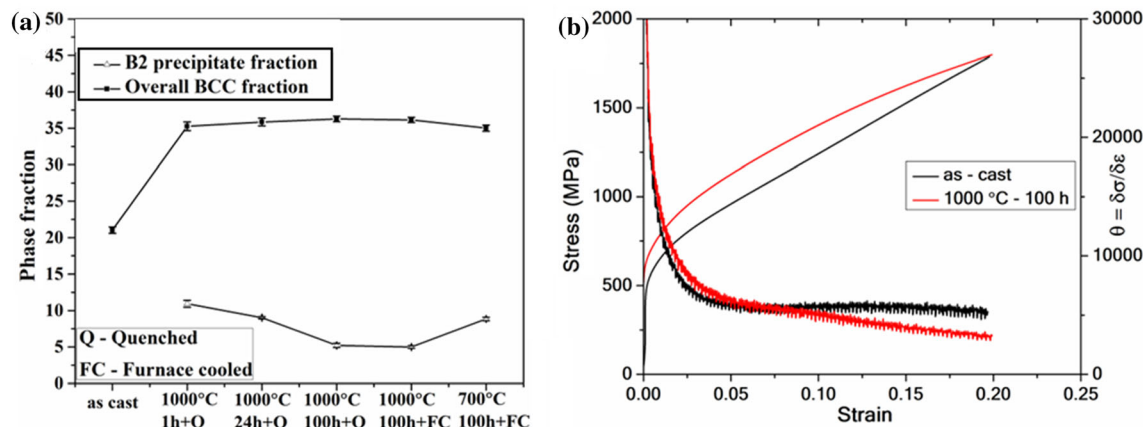 (a)
50
45
40
35
30
25
20
15
10
5
0
Phase fraction
B2 precipitate fraction
Overall BCC fraction
Q - Quenched
FC - Furnace cooled
as cast
1000°C
1h+Q
1000°C
24h+Q
1000°C
100h+Q
1000°C
100h+FC
700°C
100h+FC
(b)
2000
1500
1000
500
0
Stress (MPa)
as - cast
1000 °C - 100 h
30000
20000
10000
0
θ = δσ/δε
0.00
0.05
0.10
0.15
0.20
0.25
Strain